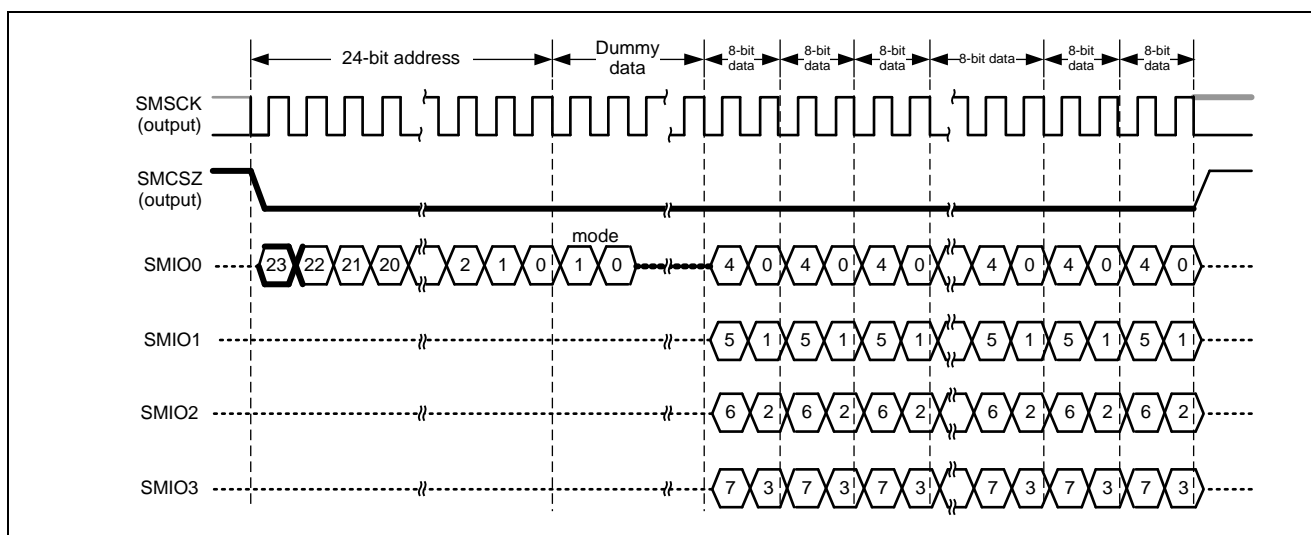 24-bit address
Dummy
data
8-bit
data
8-bit
data
8-bit
data
8-bit data
8-bit
data
8-bit
data
SMSCK
(output)
SMCSZ
(output)
mode
SMIO0 23 22 21 20 2 1 0 1 0 4 0 4 0 4 0 4 0 4 0 4 0
SMIO1 5 1 5 1 5 1 5 1 5 1 5 1
SMIO2 6 2 6 2 6 2 6 2 6 2 6 2
SMIO3 7 3 7 3 7 3 7 3 7 3 7 3